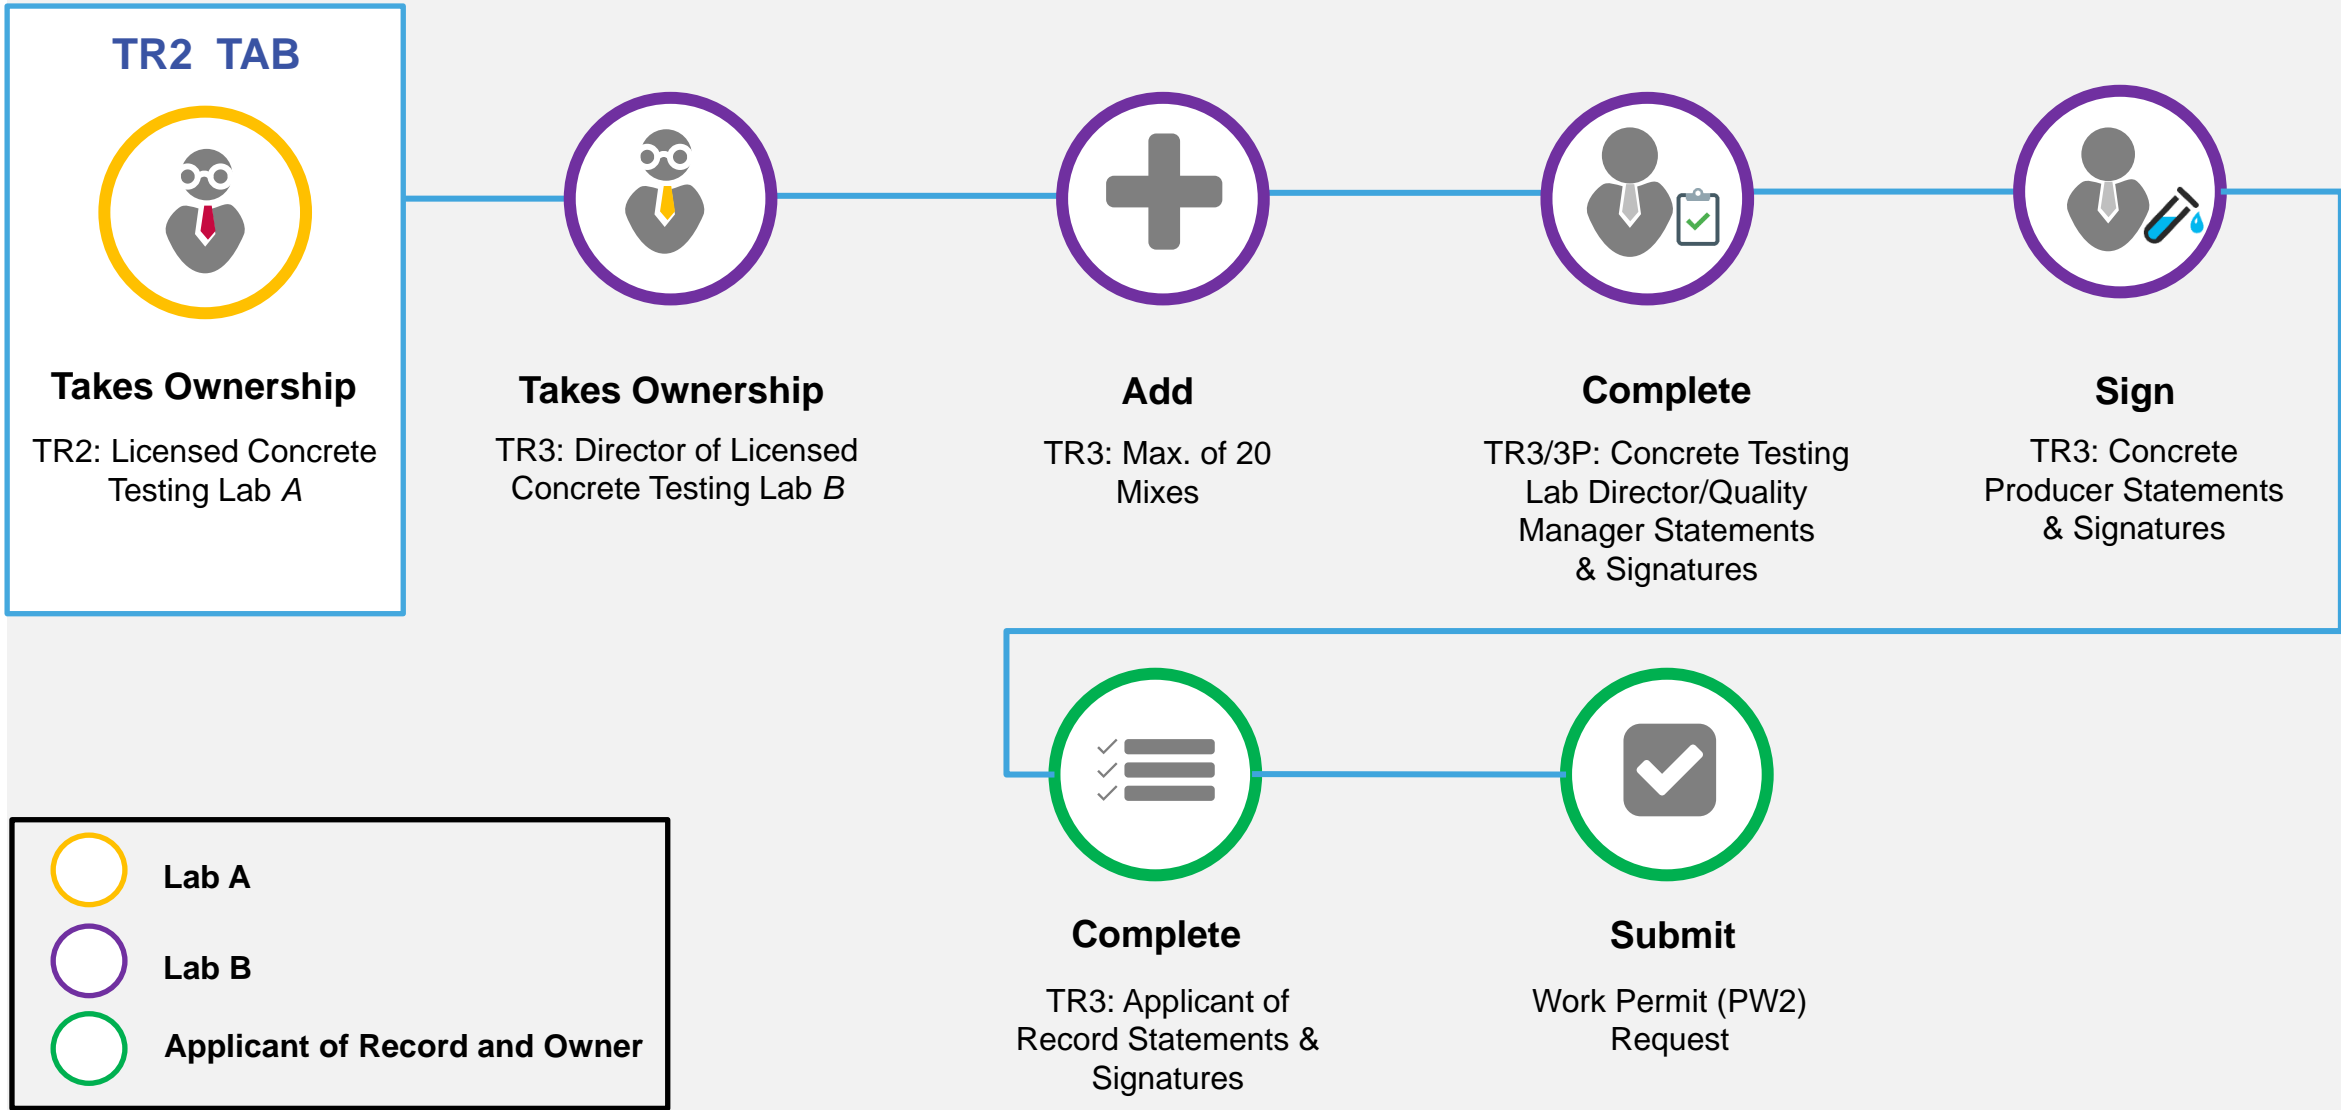 TR2 TAB
Takes Ownership
TR2: Licensed Concrete
Testing Lab A
Takes Ownership
TR3: Director of Licensed
Concrete Testing Lab B
Add
TR3: Max. of 20
Mixes
Complete
TR3/3P: Concrete Testing
Lab Director/Quality
Manager Statements
& Signatures
Sign
TR3: Concrete
Producer Statements
& Signatures
Complete
TR3: Applicant of
Record Statements &
Signatures
Submit
Work Permit (PW2)
Request
Lab A
Lab B
Applicant of Record and Owner